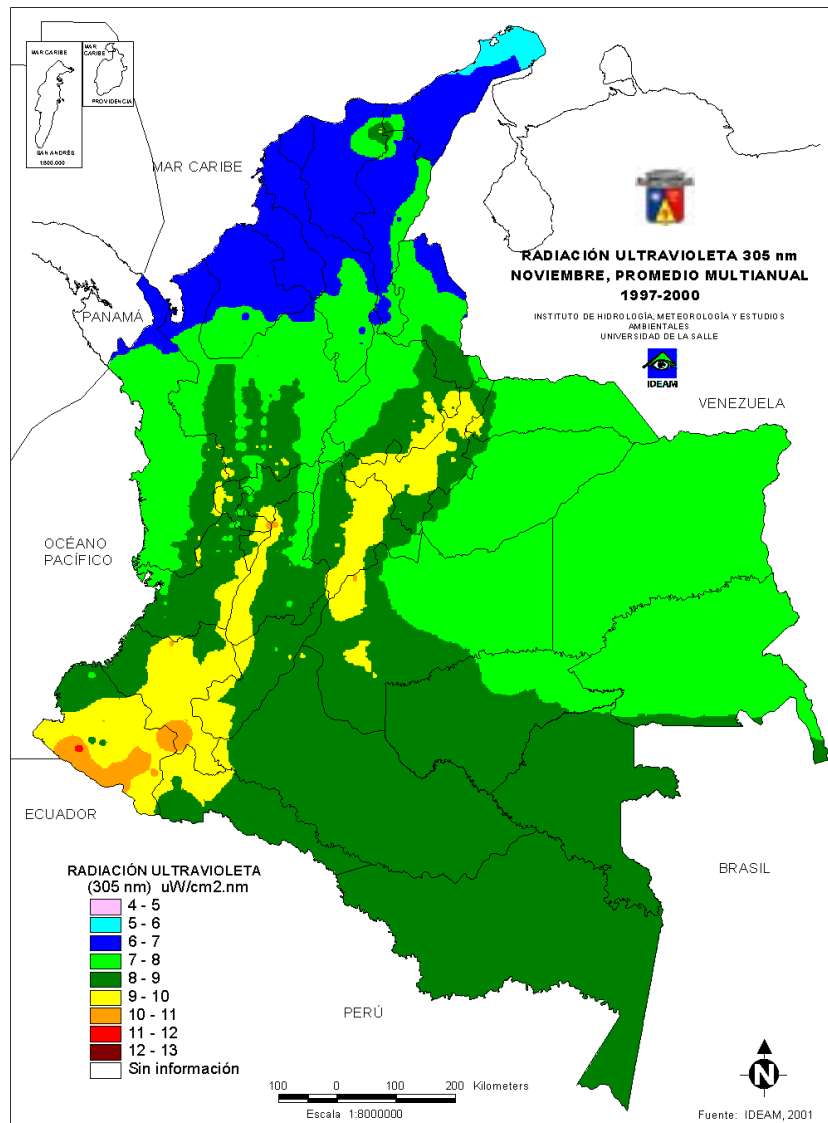 MAR CARIBE
MAR
CARIBE
PROVIDENCIA
SAN ANDRÉS
1:500.000
MAR CARIBE
RADIACIÓN ULTRAVIOLETA 305 nm
NOVIEMBRE, PROMEDIO MULTIANUAL
1997-2000
INSTITUTO DE HIDROLOGÍA, METEOROLOGÍA Y ESTUDIOS
AMBIENTALES
UNIVERSIDAD DE LA SALLE
IDEAM
PANAMÁ
VENEZUELA
OCÉANO
PACÍFICO
ECUADOR
BRASIL
PERÚ
RADIACIÓN ULTRAVIOLETA
(305 nm) uW/cm2.nm
4 - 5
5 - 6
6 - 7
7 - 8
8 - 9
9 - 10
10 - 11
11 - 12
12 - 13
Sin información
100 0 100 200 Kilometers
Escala 1:8000000
N
Fuente: IDEAM, 2001